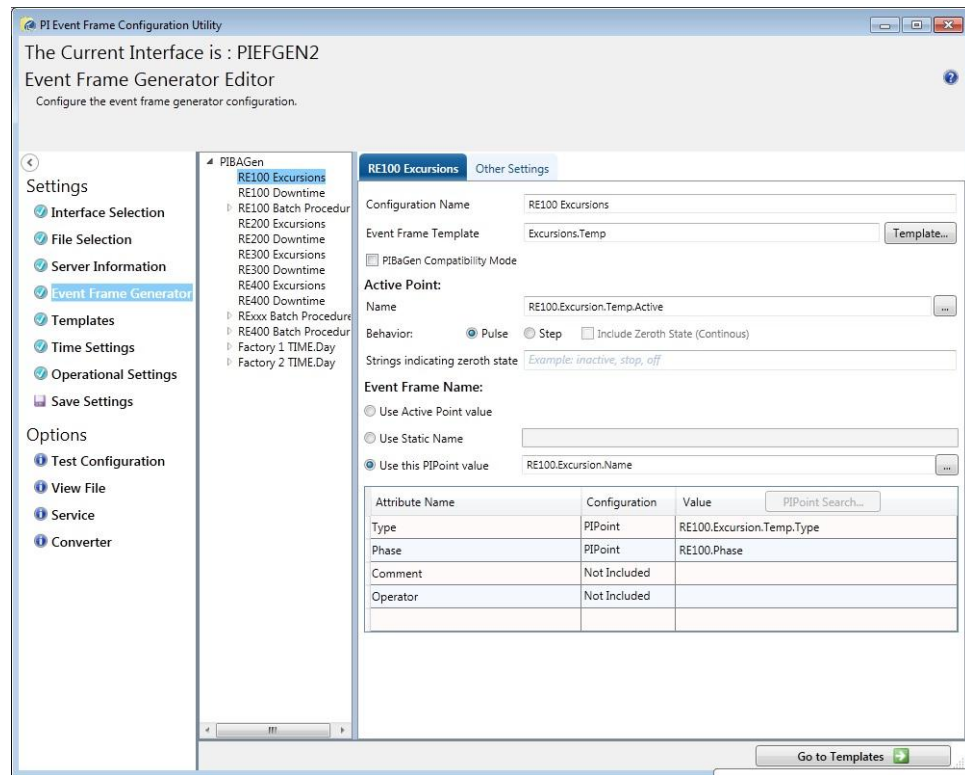 PI Event Frame Configuration Utility
The Current Interface is : PIEFGEN2
Event Frame Generator Editor
Configure the event frame generator configuration.
Settings
Interface Selection
File Selection
Server Information
Event Frame Generator
Templates
Time Settings
Operational Settings
Save Settings
Options
Test Configuration
View File
Service
Converter
PIBAGen
RE100 Excursions
RE100 Downtime
RE100 Batch Procedur
RE200 Excursions
RE200 Downtime
RE300 Excursions
RE300 Downtime
RE400 Excursions
RE400 Downtime
RExxx Batch Procedure
RE400 Batch Procedur
Factory 1 TIME.Day
Factory 2 TIME.Day
RE100 Excursions Other Settings
Configuration Name RE100 Excursions
Event Frame Template Excursions.Temp Template...
PIBaGen Compatibility Mode
Active Point:
Name RE100.Excursion.Temp.Active ...
Behavior: Pulse Step Include Zeroth State (Continous)
Strings indicating zeroth state Example: inactive, stop, off
Event Frame Name:
Use Active Point value
Use Static Name
Use this PIPoint value RE100.Excursion.Name ...
Attribute Name Configuration Value PIPoint Search...
Type PIPoint RE100.Excursion.Temp.Type
Phase PIPoint RE100.Phase
Comment Not Included
Operator Not Included
Go to Templates